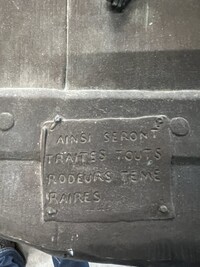 AINSI SERONT
TRAITES TOUTS
RODEURS TEME
RAIRES